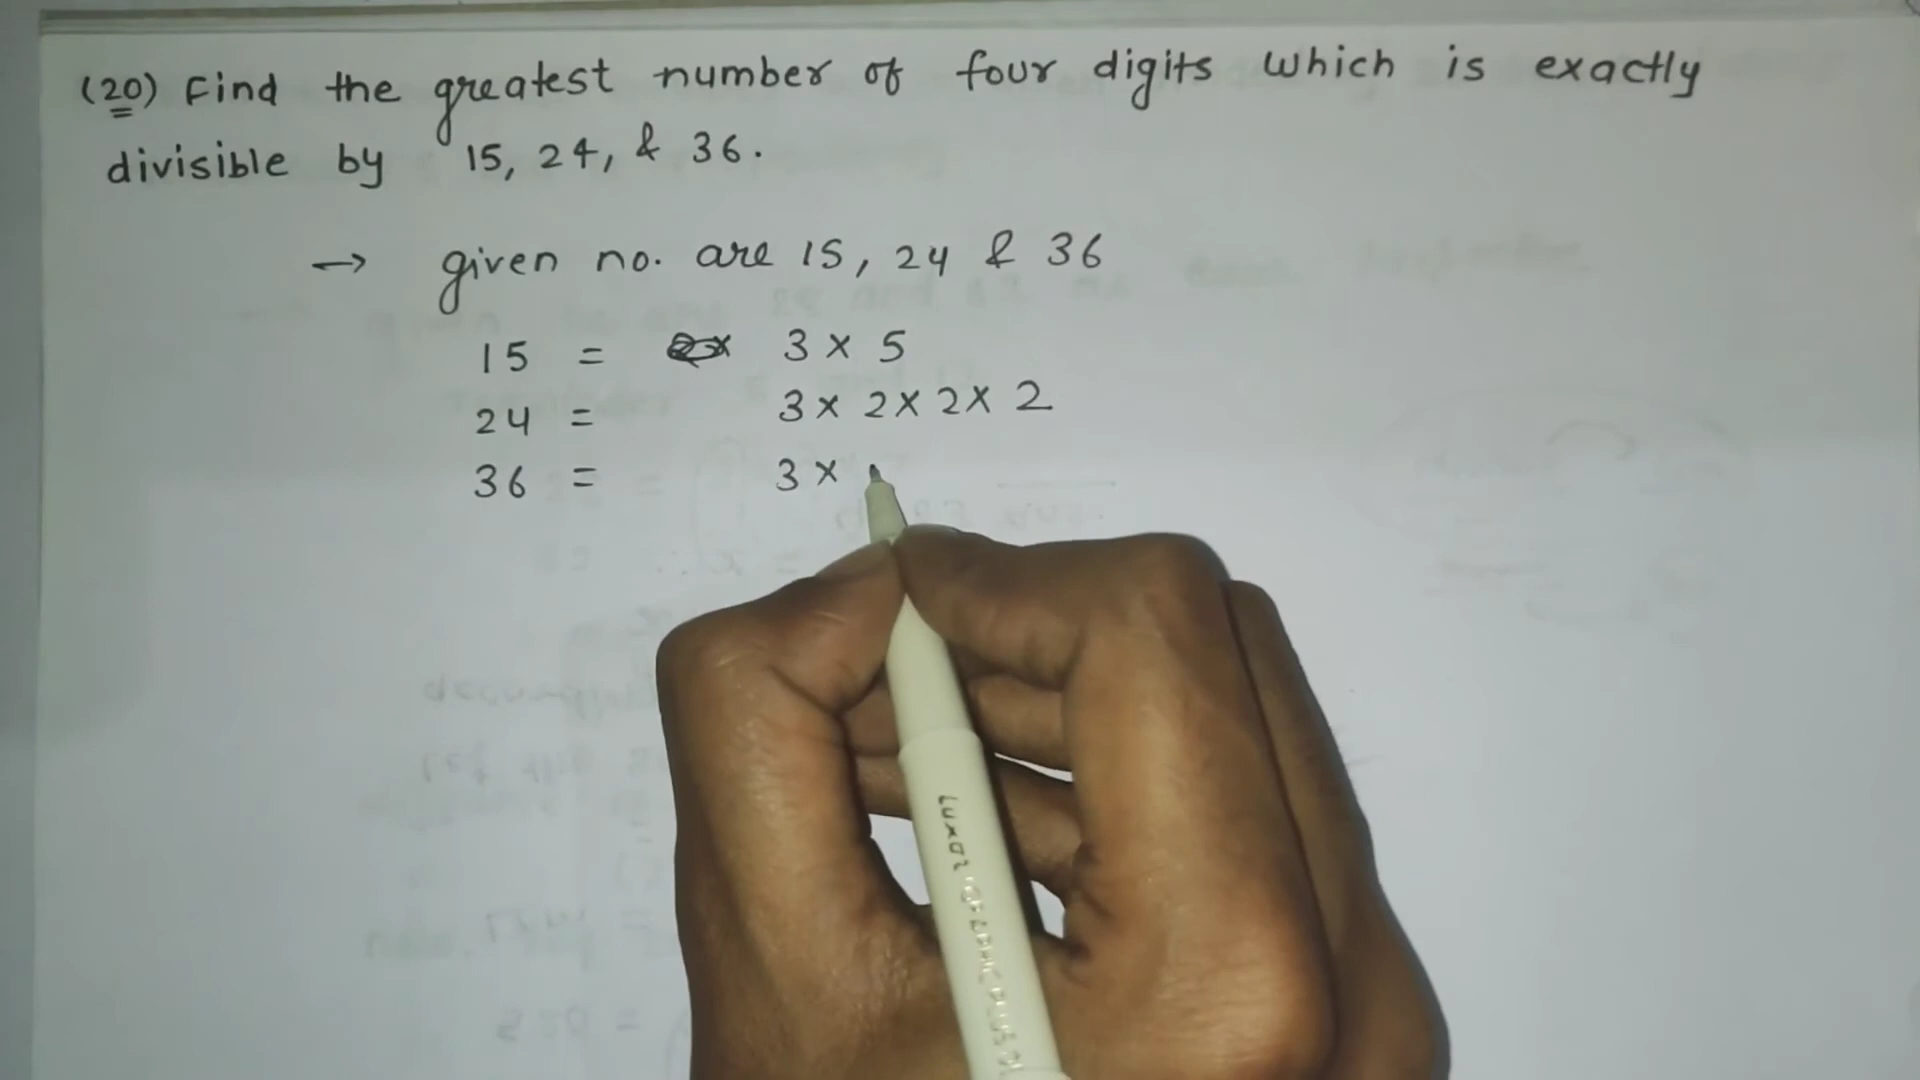 (20) Find the greatest number of four digits which is exactly
divisible by 15, 24, & 36.
→ given no. are 15, 24 & 36
15 = 3 × 5
24 = 3 × 2 × 2 × 2
36 = 3 ×
LUXOR